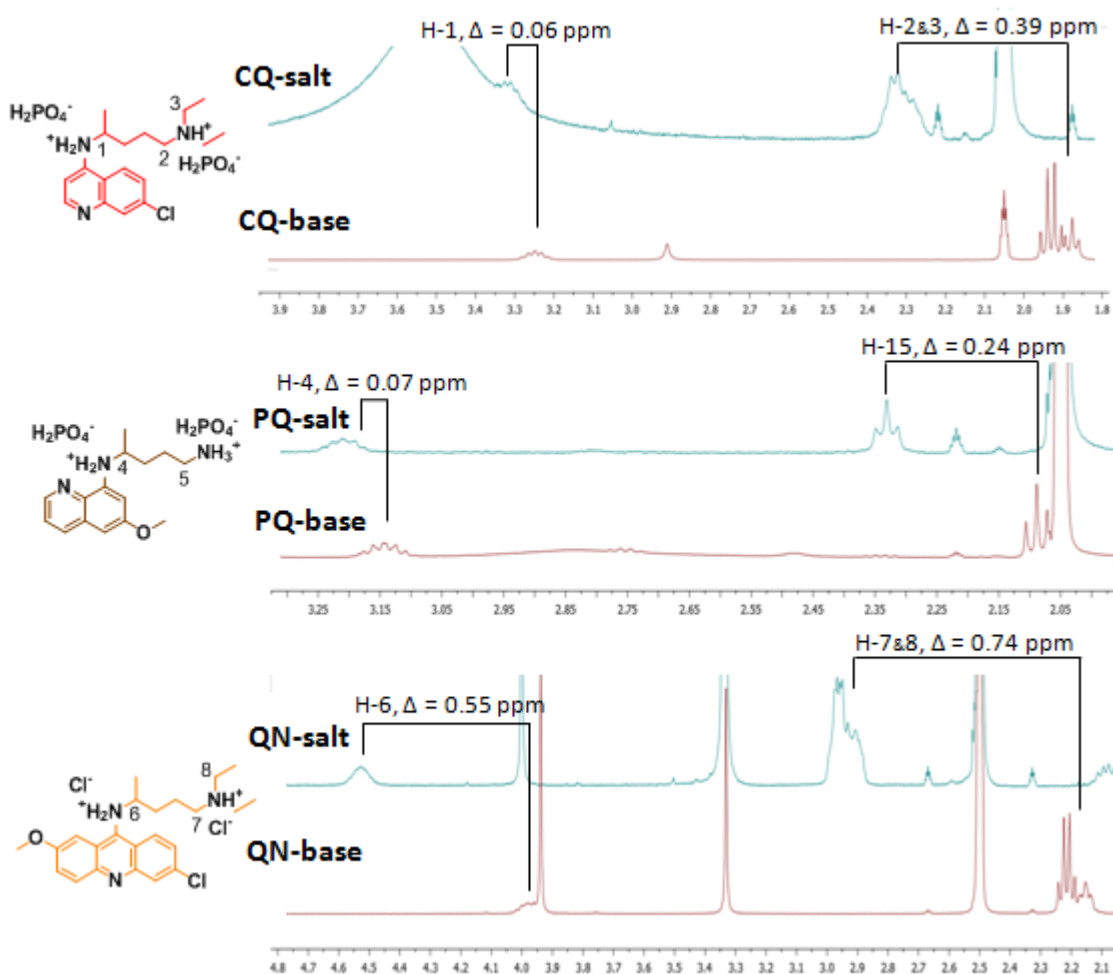 H-1, Δ = 0.06 ppm
H-2&3, Δ = 0.39 ppm
CQ-salt
H2PO4-
3
NH+
+H2N
1
2
H2PO4-
Cl
N
CQ-base
3.9 3.8 3.7 3.6 3.5 3.4 3.3 3.2 3.1 3.0 2.9 2.8 2.7 2.6 2.5 2.4 2.3 2.2 2.1 2.0 1.9 1.8
H-15, Δ = 0.24 ppm
H-4, Δ = 0.07 ppm
PQ-salt
H2PO4-
H2PO4-
NH3+
+H2N
4
5
N
O
PQ-base
3.25 3.15 3.05 2.95 2.85 2.75 2.65 2.55 2.45 2.35 2.25 2.15 2.05
H-7&8, Δ = 0.74 ppm
H-6, Δ = 0.55 ppm
QN-salt
8
Cl-
NH+
+H2N
6
7
Cl-
O
N
Cl
QN-base
4.8 4.7 4.6 4.5 4.4 4.3 4.2 4.1 4.0 3.9 3.8 3.7 3.6 3.5 3.4 3.3 3.2 3.1 3.0 2.9 2.8 2.7 2.6 2.5 2.4 2.3 2.2 2.1